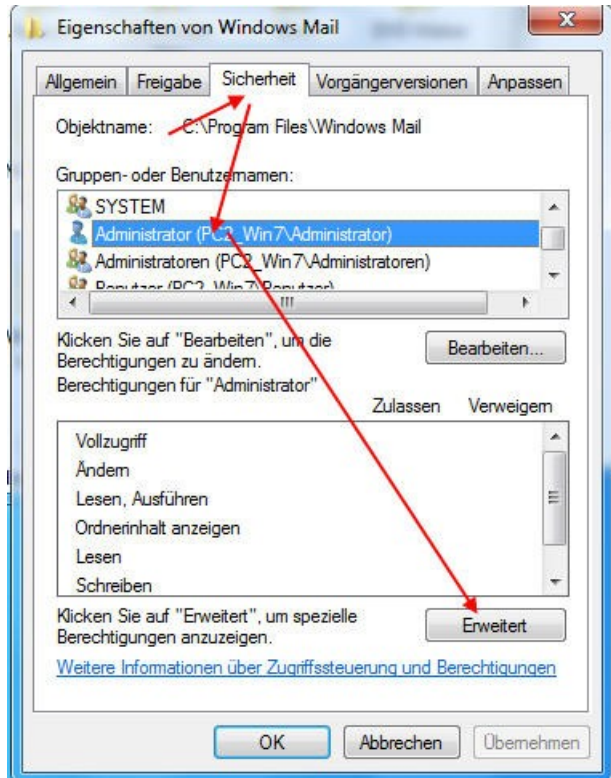 Eigenschaften von Windows Mail
Allgemein Freigabe Sicherheit Vorgängerversionen Anpassen
Objektname: C:\Program Files\Windows Mail
Gruppen- oder Benutzernamen:
SYSTEM
Administrator (PC2_Win7\Administrator)
Administratoren (PC2_Win7\Administratoren)
Benutzer (PC2_Win7\Benutzer)
Klicken Sie auf "Bearbeiten", um die
Berechtigungen zu ändern.
Bearbeiten...
Berechtigungen für "Administrator"
Zulassen Verweigern
Vollzugriff
Ändern
Lesen, Ausführen
Ordnerinhalt anzeigen
Lesen
Schreiben
Klicken Sie auf "Erweitert", um spezielle
Berechtigungen anzuzeigen.
Erweitert
Weitere Informationen über Zugriffssteuerung und Berechtigungen
OK Abbrechen Übernehmen